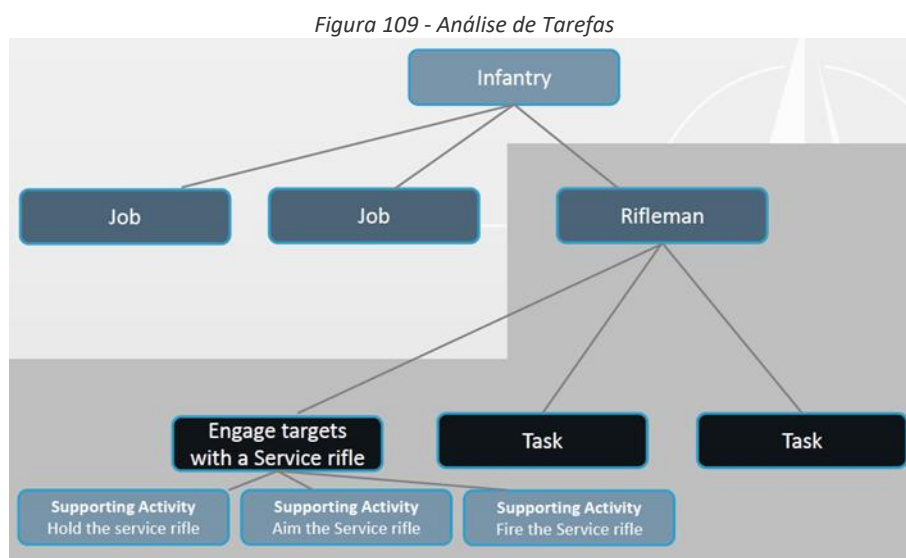 Figura 109 - Análise de Tarefas
Infantry
Job
Job
Rifleman
Engage targets
with a Service rifle
Task
Task
Supporting Activity
Hold the service rifle
Supporting Activity
Aim the Service rifle
Supporting Activity
Fire the Service rifle